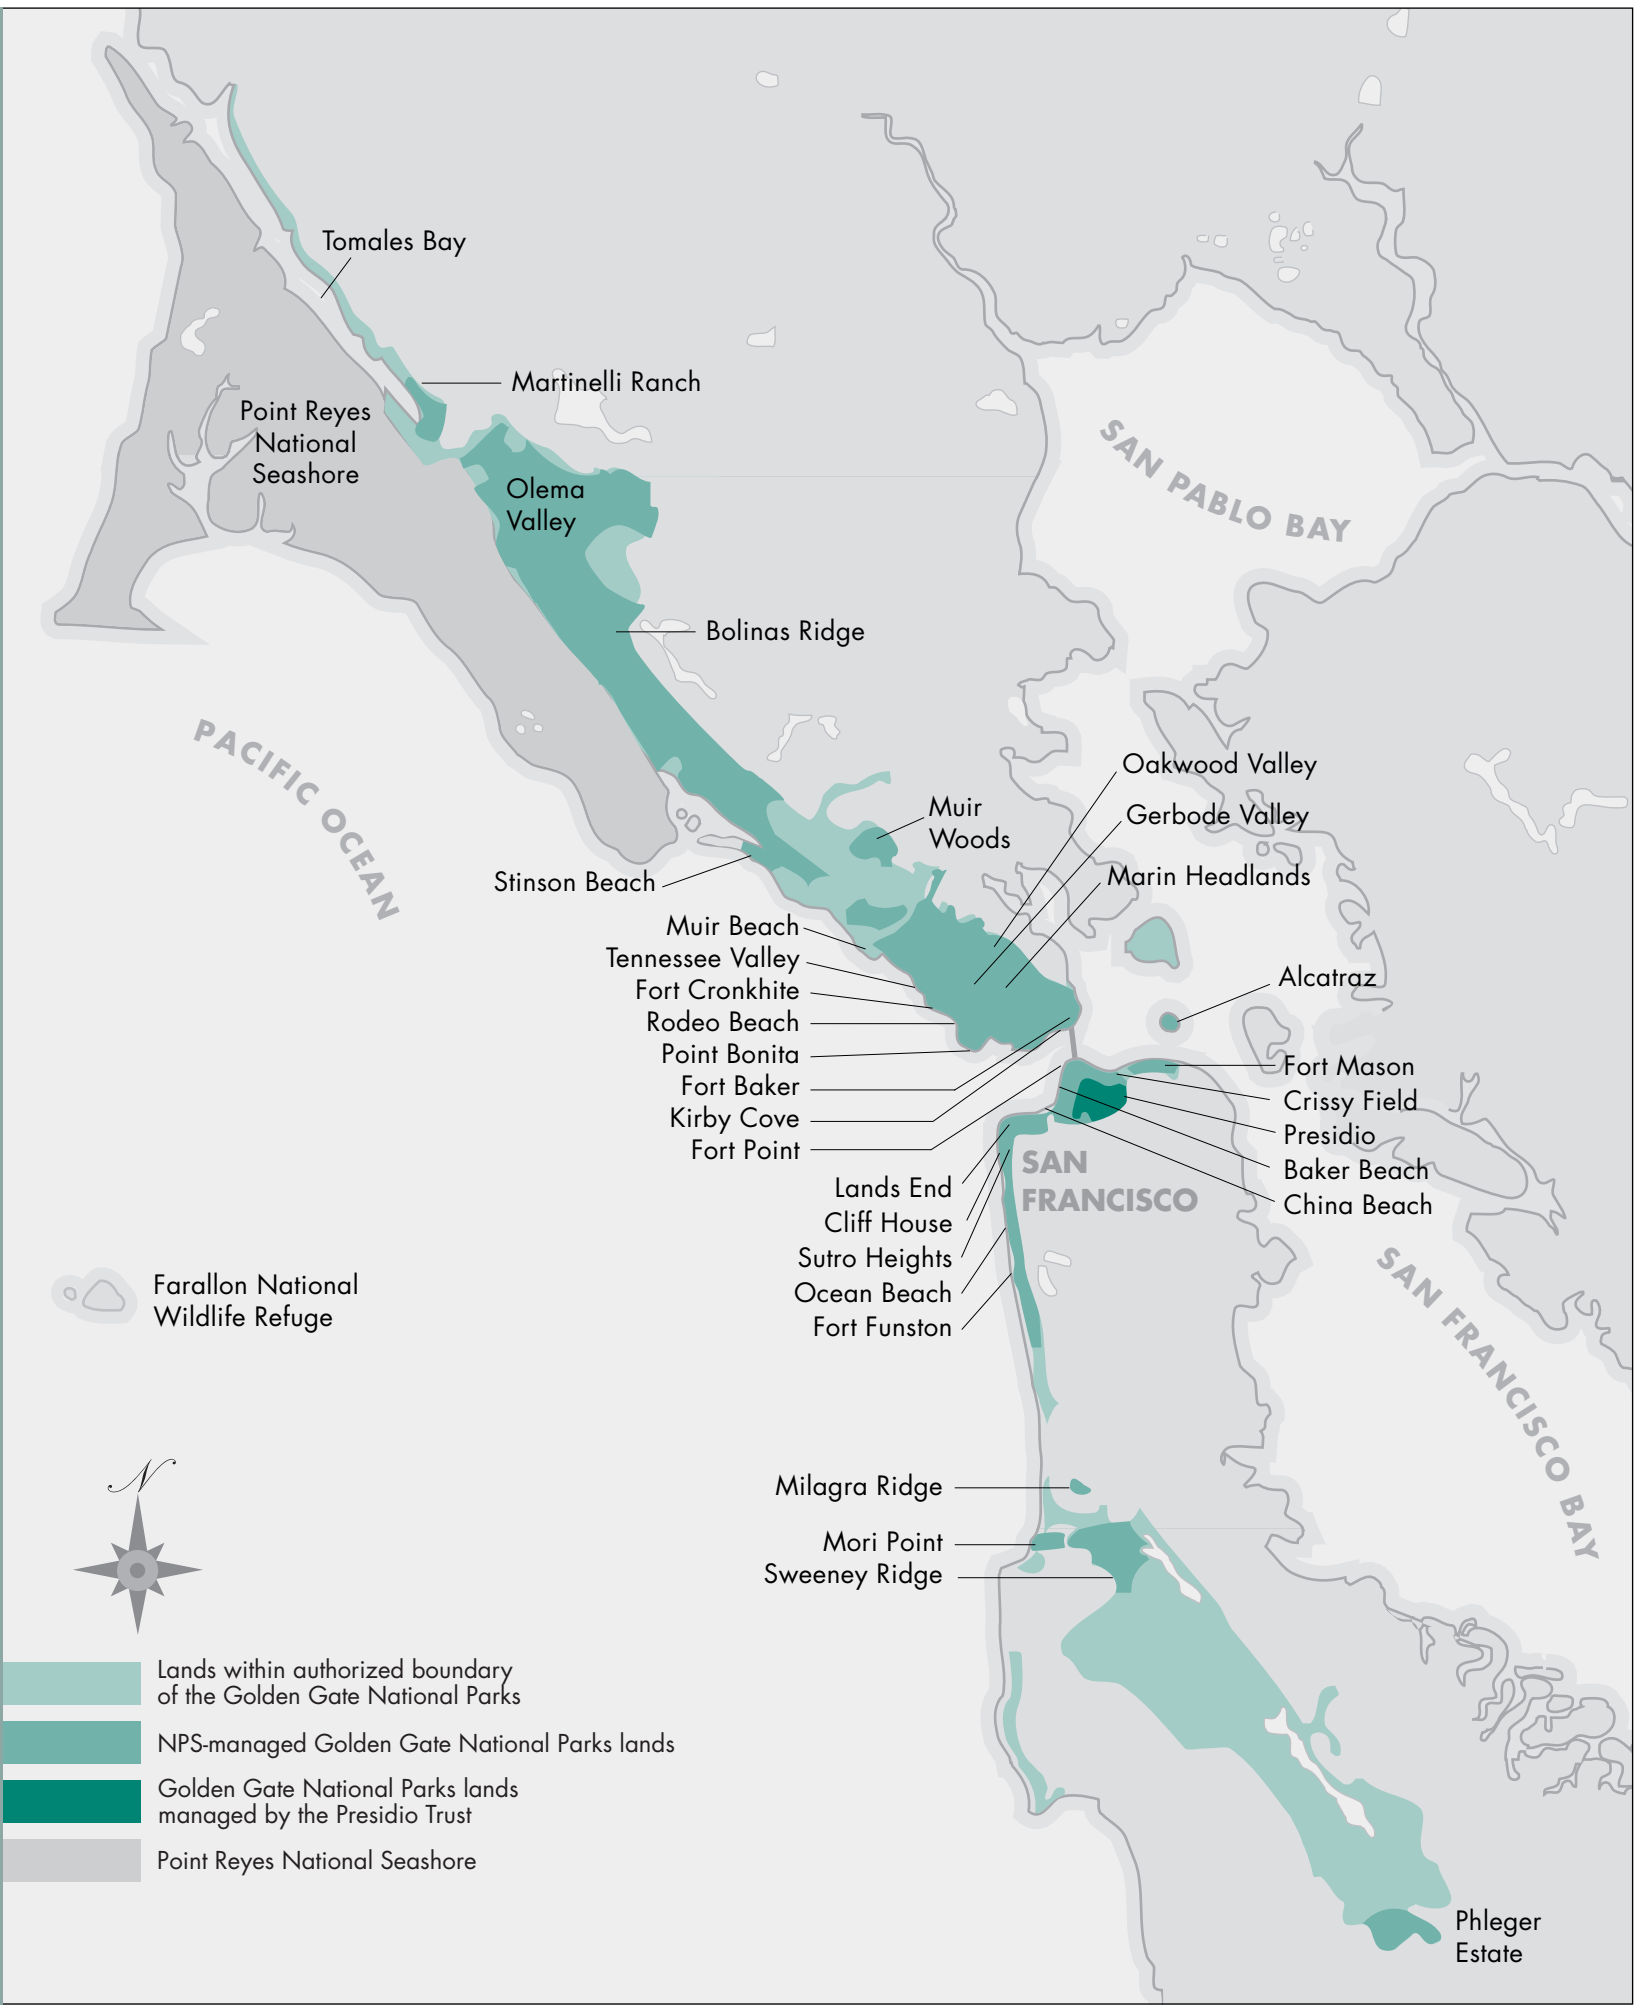 Tomales Bay
Martinelli Ranch
Point Reyes
National
Seashore
Olema
Valley
SAN PABLO BAY
Bolinas Ridge
PACIFIC OCEAN
Oakwood Valley
Muir
Woods
Gerbode Valley
Stinson Beach
Marin Headlands
Muir Beach
Tennessee Valley
Fort Cronkhite
Rodeo Beach
Point Bonita
Fort Baker
Kirby Cove
Fort Point
Alcatraz
Fort Mason
Crissy Field
Presidio
Baker Beach
China Beach
SAN
FRANCISCO
Lands End
Cliff House
Sutro Heights
Ocean Beach
Fort Funston
Farallon National
Wildlife Refuge
SAN FRANCISCO BAY
Milagra Ridge
Mori Point
Sweeney Ridge
N
Lands within authorized boundary
of the Golden Gate National Parks
NPS-managed Golden Gate National Parks lands
Golden Gate National Parks lands
managed by the Presidio Trust
Point Reyes National Seashore
Phleger
Estate